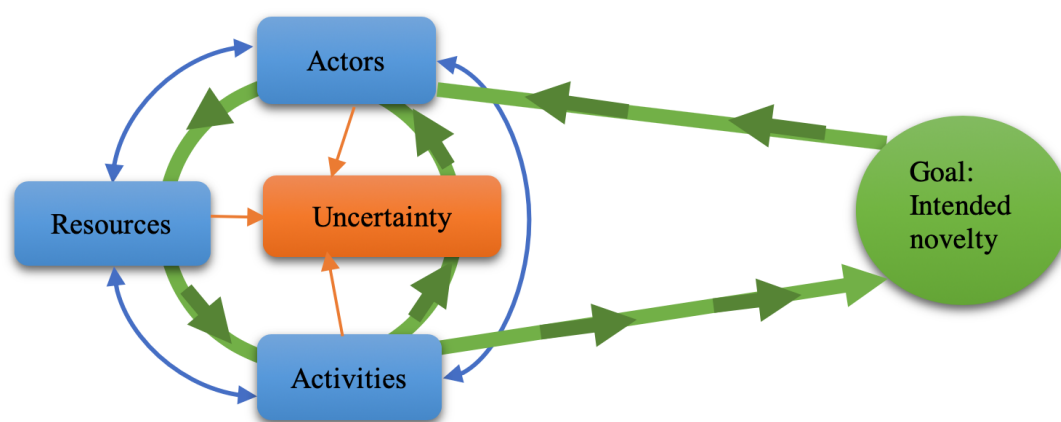 Actors
Resources
Uncertainty
Goal:
Intended
novelty
Activities